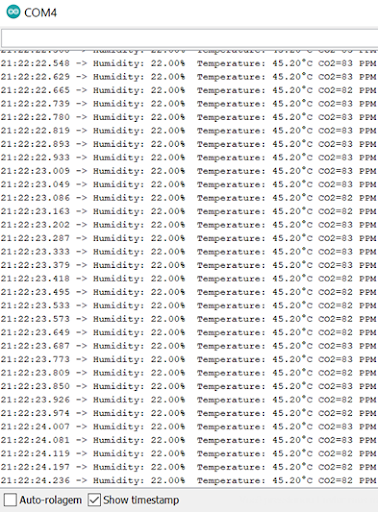 COM4
21:22:22.548 -> Humidity: 22.00%  Temperature: 45.20°C CO2=83 PPM
21:22:22.629 -> Humidity: 22.00%  Temperature: 45.20°C CO2=83 PPM
21:22:22.665 -> Humidity: 22.00%  Temperature: 45.20°C CO2=82 PPM
21:22:22.739 -> Humidity: 22.00%  Temperature: 45.20°C CO2=83 PPM
21:22:22.780 -> Humidity: 22.00%  Temperature: 45.20°C CO2=83 PPM
21:22:22.819 -> Humidity: 22.00%  Temperature: 45.20°C CO2=83 PPM
21:22:22.893 -> Humidity: 22.00%  Temperature: 45.20°C CO2=83 PPM
21:22:22.933 -> Humidity: 22.00%  Temperature: 45.20°C CO2=83 PPM
21:22:23.009 -> Humidity: 22.00%  Temperature: 45.20°C CO2=83 PPM
21:22:23.049 -> Humidity: 22.00%  Temperature: 45.20°C CO2=83 PPM
21:22:23.086 -> Humidity: 22.00%  Temperature: 45.20°C CO2=82 PPM
21:22:23.163 -> Humidity: 22.00%  Temperature: 45.20°C CO2=82 PPM
21:22:23.202 -> Humidity: 22.00%  Temperature: 45.20°C CO2=83 PPM
21:22:23.287 -> Humidity: 22.00%  Temperature: 45.20°C CO2=83 PPM
21:22:23.333 -> Humidity: 22.00%  Temperature: 45.20°C CO2=83 PPM
21:22:23.379 -> Humidity: 22.00%  Temperature: 45.20°C CO2=83 PPM
21:22:23.418 -> Humidity: 22.00%  Temperature: 45.20°C CO2=82 PPM
21:22:23.495 -> Humidity: 22.00%  Temperature: 45.20°C CO2=82 PPM
21:22:23.533 -> Humidity: 22.00%  Temperature: 45.20°C CO2=82 PPM
21:22:23.573 -> Humidity: 22.00%  Temperature: 45.20°C CO2=82 PPM
21:22:23.649 -> Humidity: 22.00%  Temperature: 45.20°C CO2=82 PPM
21:22:23.687 -> Humidity: 22.00%  Temperature: 45.20°C CO2=83 PPM
21:22:23.773 -> Humidity: 22.00%  Temperature: 45.20°C CO2=83 PPM
21:22:23.809 -> Humidity: 22.00%  Temperature: 45.20°C CO2=82 PPM
21:22:23.850 -> Humidity: 22.00%  Temperature: 45.20°C CO2=82 PPM
21:22:23.926 -> Humidity: 22.00%  Temperature: 45.20°C CO2=82 PPM
21:22:23.974 -> Humidity: 22.00%  Temperature: 45.20°C CO2=82 PPM
21:22:24.007 -> Humidity: 22.00%  Temperature: 45.20°C CO2=83 PPM
21:22:24.081 -> Humidity: 22.00%  Temperature: 45.20°C CO2=83 PPM
21:22:24.119 -> Humidity: 22.00%  Temperature: 45.20°C CO2=82 PPM
21:22:24.197 -> Humidity: 22.00%  Temperature: 45.20°C CO2=82 PPM
21:22:24.236 -> Humidity: 22.00%  Temperature: 45.20°C CO2=82 PPM
Auto-rolagem Show timestamp